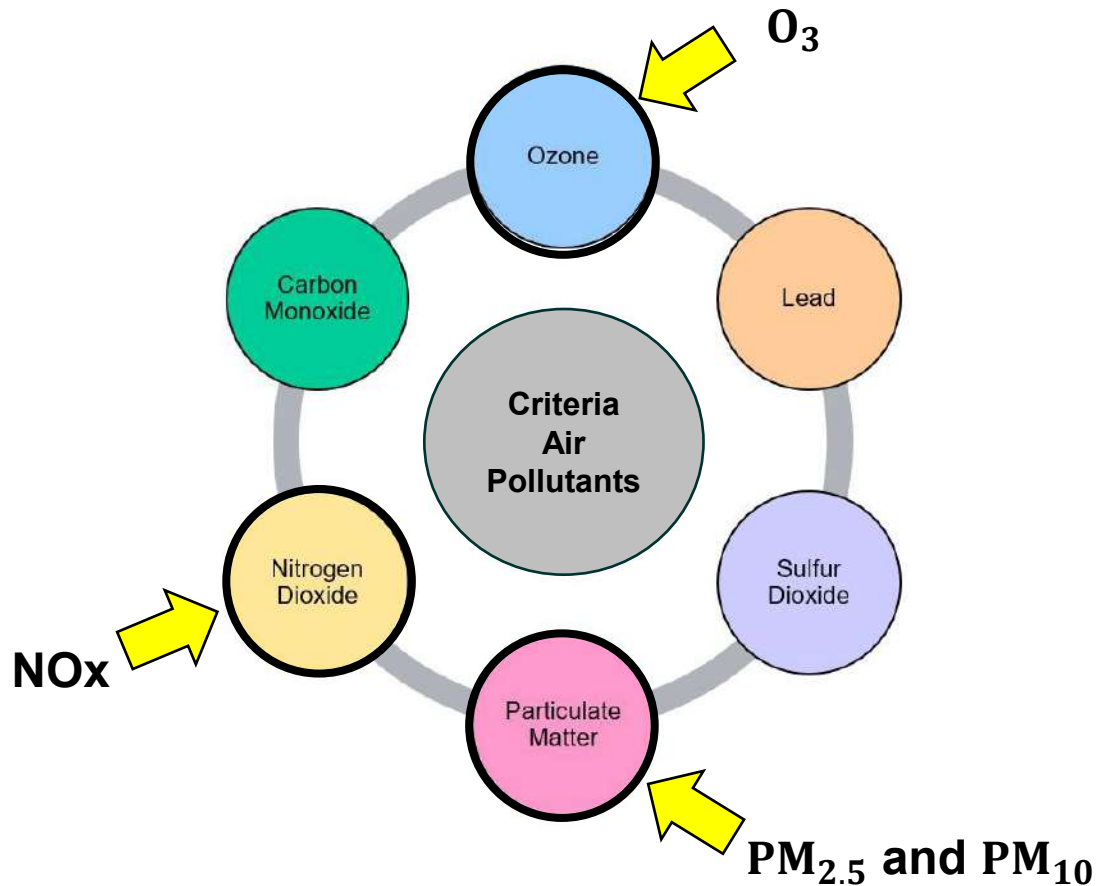 O₃
Ozone
Carbon
Monoxide
Lead
Criteria
Air
Pollutants
Nitrogen
Dioxide
Sulfur
Dioxide
NOx
Particulate
Matter
PM₂.₅ and PM₁₀